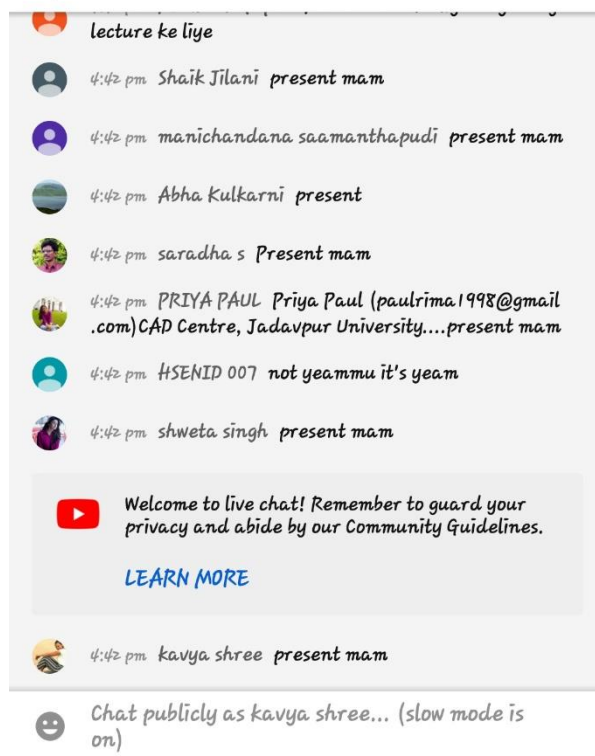 lecture ke liye
4:42 pm Shaik Jilani present mam
4:42 pm manichandana saamanthapudi present mam
4:42 pm Abha Kulkarni present
4:42 pm saradha s Present mam
4:42 pm PRIYA PAUL Priya Paul (paulrima1998@gmail
.com)CAD Centre, Jadavpur University....present mam
4:42 pm HSENID 007 not yeammu it's yeam
4:42 pm shweta singh present mam
Welcome to live chat! Remember to guard your
privacy and abide by our Community Guidelines.
LEARN MORE
4:42 pm kavya shree present mam
Chat publicly as kavya shree... (slow mode is
on)